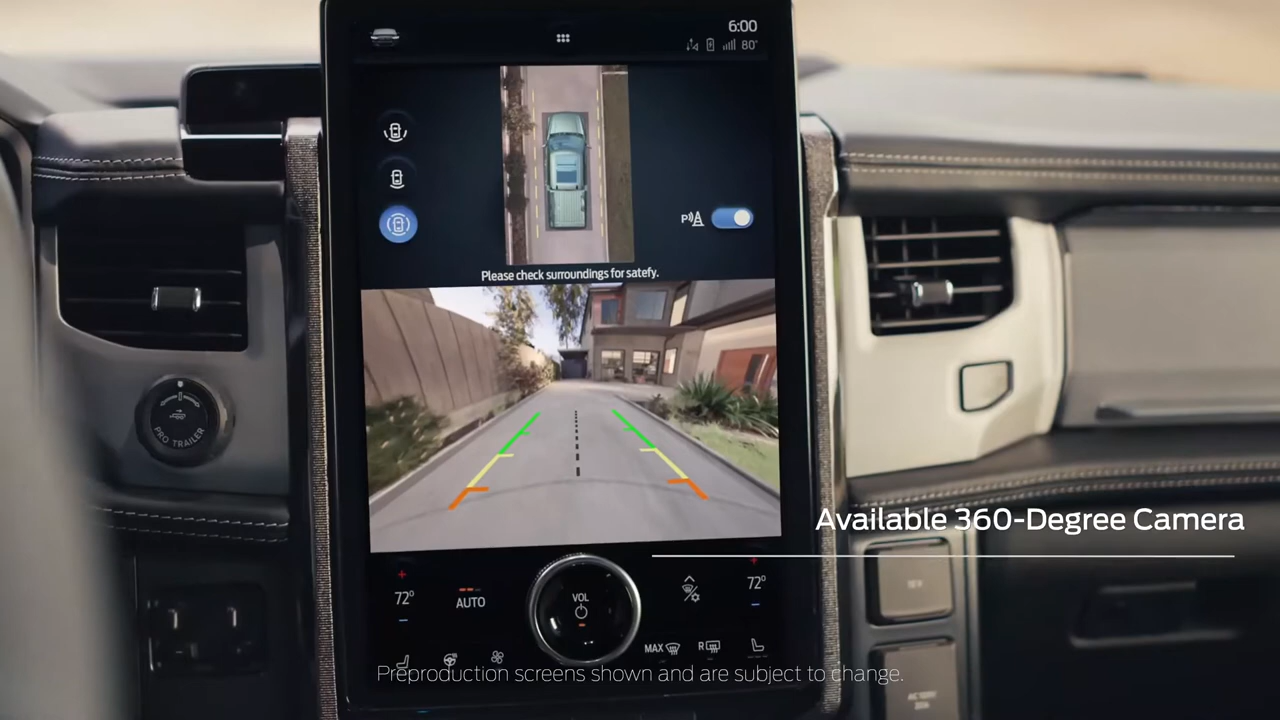 6:00
80°
P
Please check surroundings for satefy.
PRO TRAILER
Available 360-Degree Camera
72°
AUTO
VOL
72°
MAX
R
Preproduction screens shown and are subject to change.